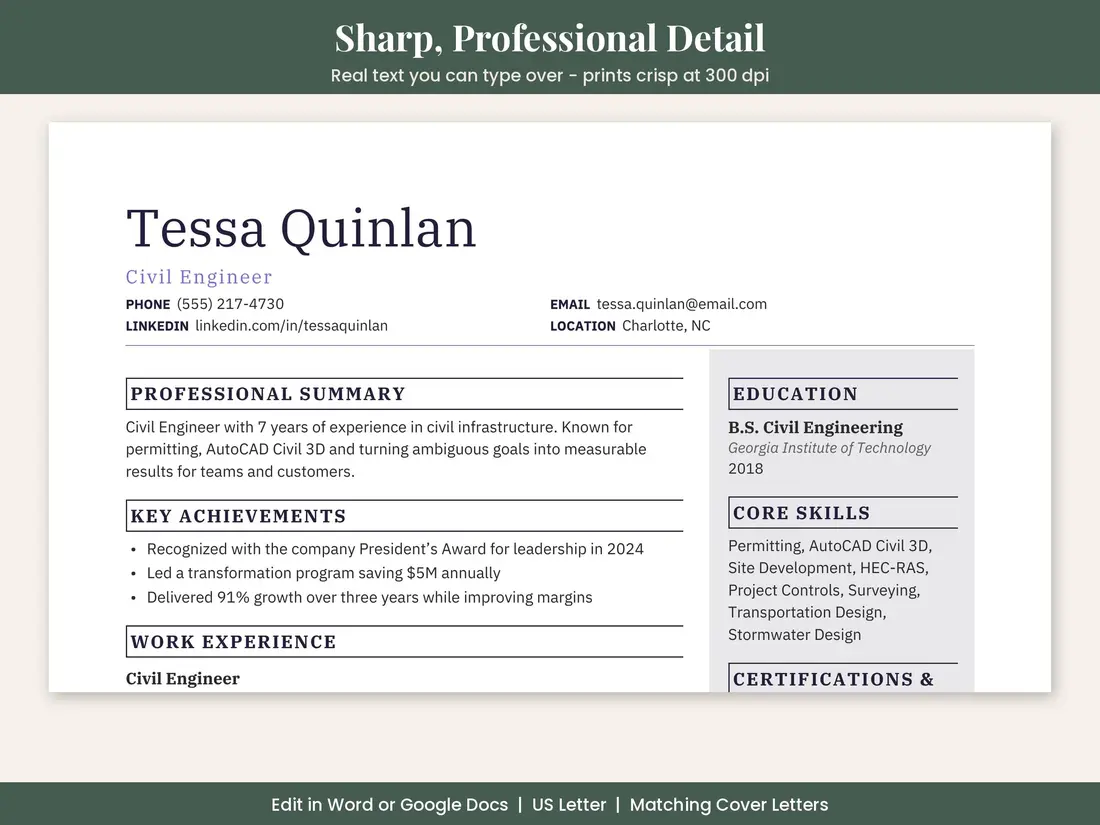 Sharp, Professional Detail
Real text you can type over - prints crisp at 300 dpi
Tessa Quinlan
Civil Engineer
PHONE (555) 217-4730
EMAIL tessa.quinlan@email.com
LINKEDIN linkedin.com/in/tessaquinlan
LOCATION Charlotte, NC
PROFESSIONAL SUMMARY
Civil Engineer with 7 years of experience in civil infrastructure. Known for
permitting, AutoCAD Civil 3D and turning ambiguous goals into measurable
results for teams and customers.
KEY ACHIEVEMENTS
• Recognized with the company President’s Award for leadership in 2024
• Led a transformation program saving $5M annually
• Delivered 91% growth over three years while improving margins
WORK EXPERIENCE
Civil Engineer
EDUCATION
B.S. Civil Engineering
Georgia Institute of Technology
2018
CORE SKILLS
Permitting, AutoCAD Civil 3D,
Site Development, HEC-RAS,
Project Controls, Surveying,
Transportation Design,
Stormwater Design
CERTIFICATIONS &
Edit in Word or Google Docs | US Letter | Matching Cover Letters